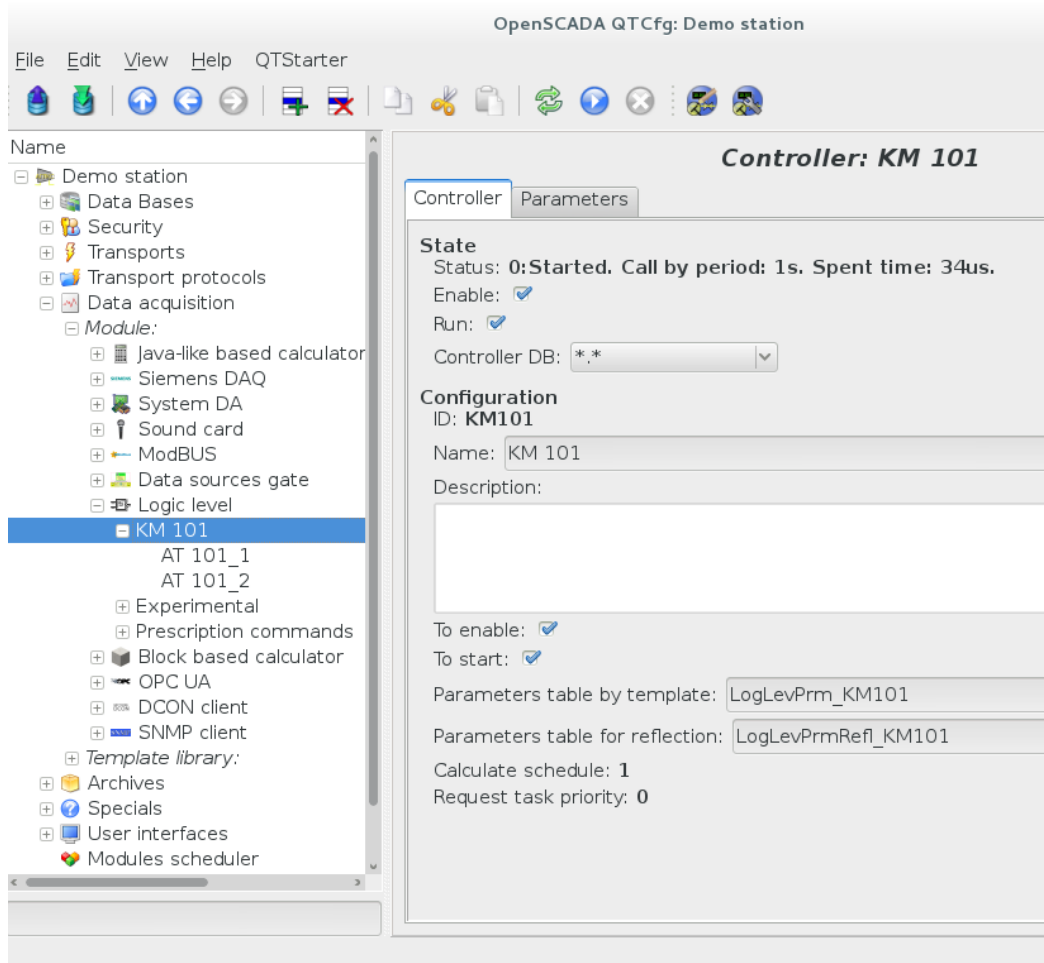 OpenSCADA QTCfg: Demo station
File Edit View Help QTStarter
Name
Demo station
Data Bases
Security
Transports
Transport protocols
Data acquisition
Module:
Java-like based calculator
Siemens DAQ
System DA
Sound card
ModBUS
Data sources gate
Logic level
KM 101
AT 101_1
AT 101_2
Experimental
Prescription commands
Block based calculator
OPC UA
DCON client
SNMP client
Template library:
Archives
Specials
User interfaces
Modules scheduler
Controller: KM 101
Controller Parameters
State
Status: 0:Started. Call by period: 1s. Spent time: 34us.
Enable:
Run:
Controller DB: *.*
Configuration
ID: KM101
Name: KM 101
Description:
To enable:
To start:
Parameters table by template: LogLevPrm_KM101
Parameters table for reflection: LogLevPrmRefl_KM101
Calculate schedule: 1
Request task priority: 0